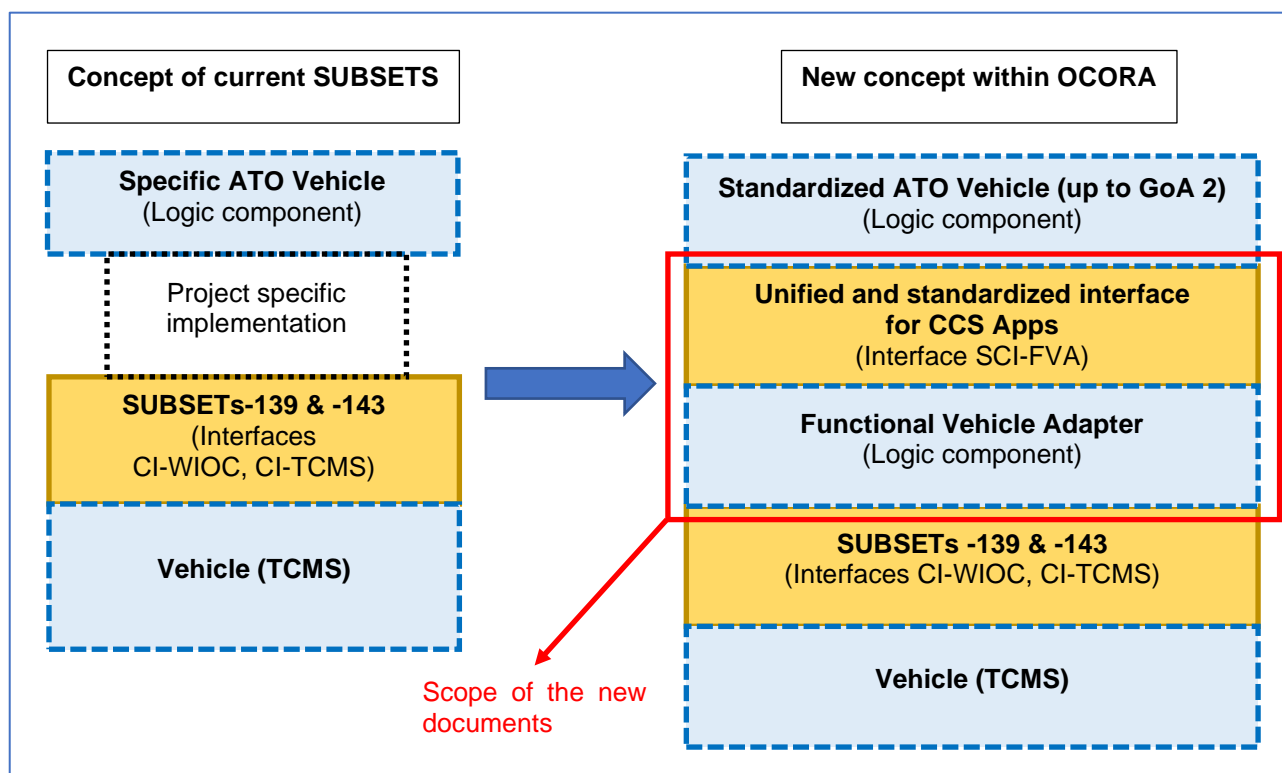 Concept of current SUBSETS
Specific ATO Vehicle
(Logic component)
Project specific
implementation
SUBSETs-139 & -143
(Interfaces
CI-WIOC, CI-TCMS)
Vehicle (TCMS)
New concept within OCORA
Standardized ATO Vehicle (up to GoA 2)
(Logic component)
Unified and standardized interface
for CCS Apps
(Interface SCI-FVA)
Functional Vehicle Adapter
(Logic component)
SUBSETs -139 & -143
(Interfaces CI-WIOC, CI-TCMS)
Vehicle (TCMS)
Scope of the new
documents